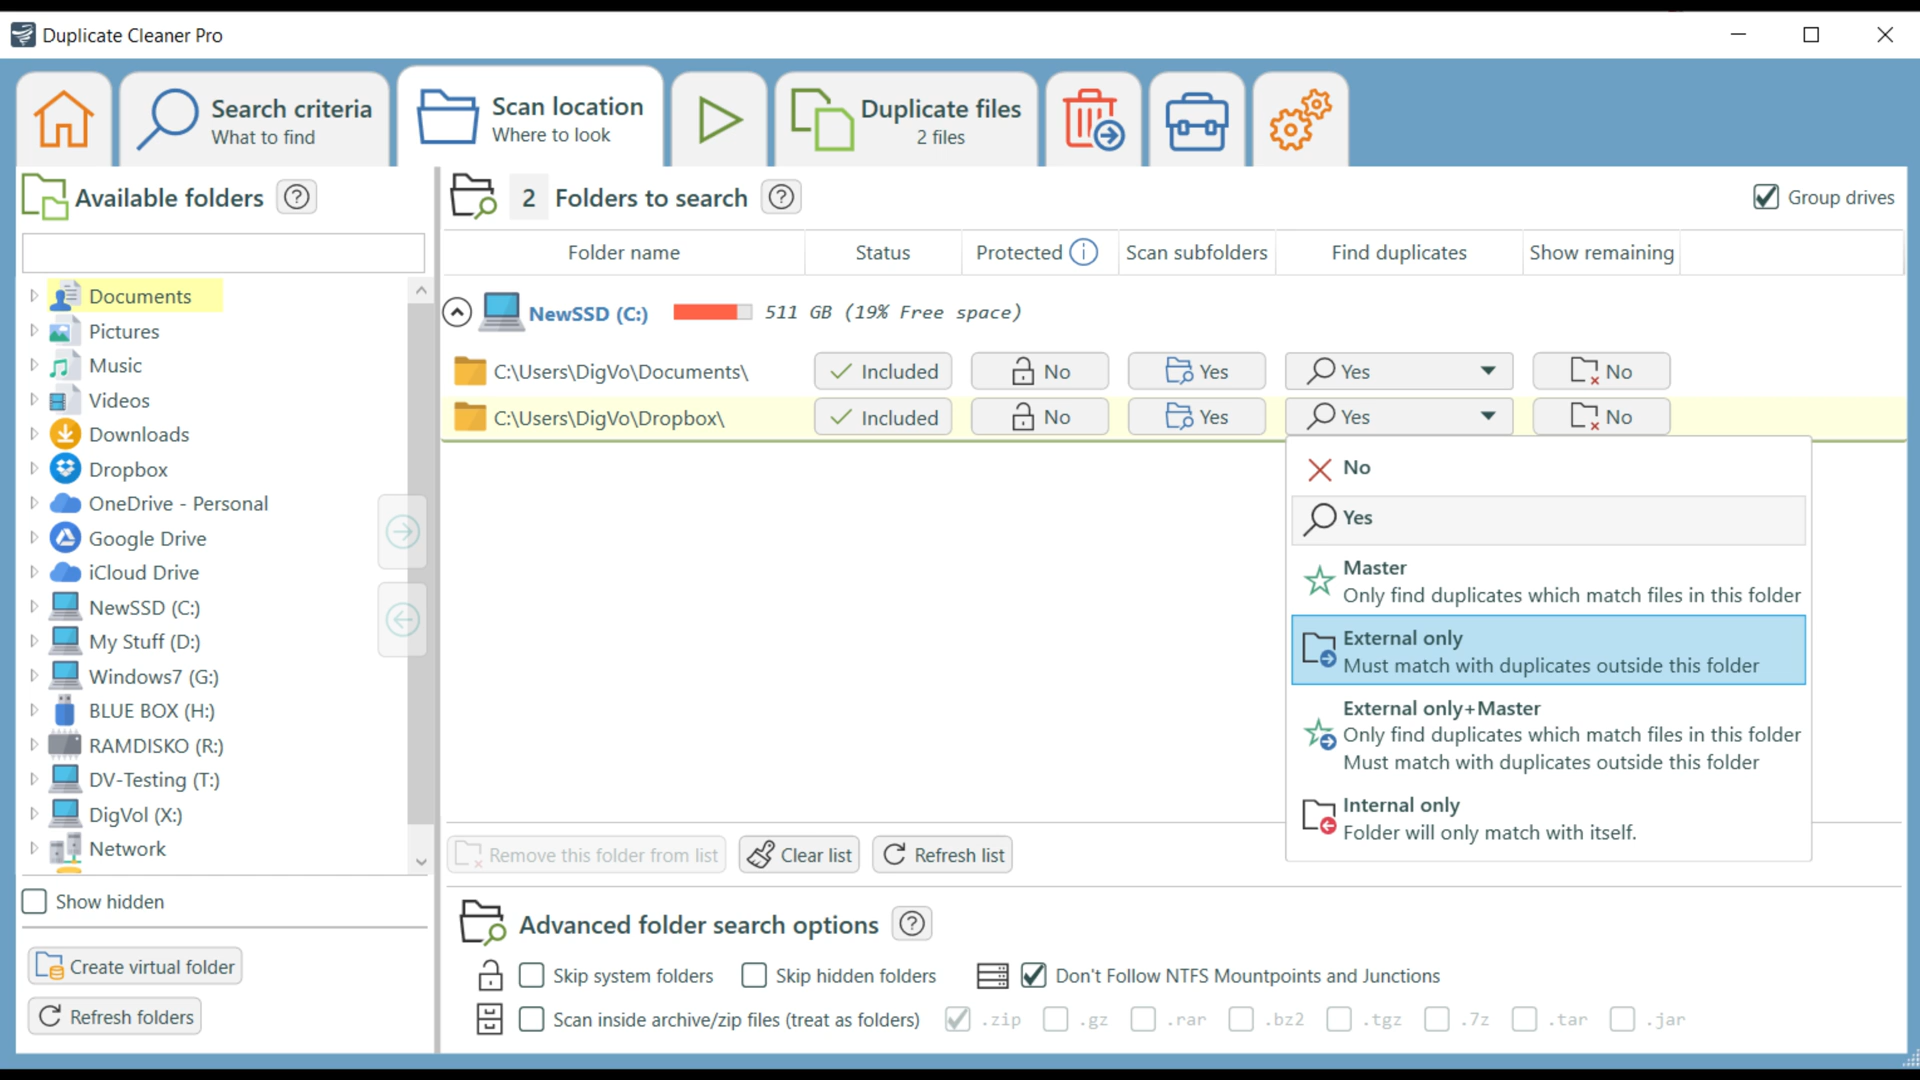 Duplicate Cleaner Pro
Search criteria
What to find
Scan location
Where to look
Duplicate files
2 files
Available folders
Documents
Pictures
Music
Videos
Downloads
Dropbox
OneDrive - Personal
Google Drive
iCloud Drive
NewSSD (C:)
My Stuff (D:)
Windows7 (G:)
BLUE BOX (H:)
RAMDISKO (R:)
DV-Testing (T:)
DigVol (X:)
Network
Show hidden
Create virtual folder
Refresh folders
2 Folders to search
Group drives
Folder name Status Protected Scan subfolders Find duplicates Show remaining
NewSSD (C:) 511 GB (19% Free space)
C:\Users\DigVo\Documents\ Included No Yes Yes No
C:\Users\DigVo\Dropbox\ Included No Yes Yes No
No
Yes
Master
Only find duplicates which match files in this folder
External only
Must match with duplicates outside this folder
External only+Master
Only find duplicates which match files in this folder
Must match with duplicates outside this folder
Internal only
Folder will only match with itself.
Remove this folder from list Clear list Refresh list
Advanced folder search options
Skip system folders Skip hidden folders Don't Follow NTFS Mountpoints and Junctions
Scan inside archive/zip files (treat as folders) .zip .gz .rar .bz2 .tgz .7z .tar .jar